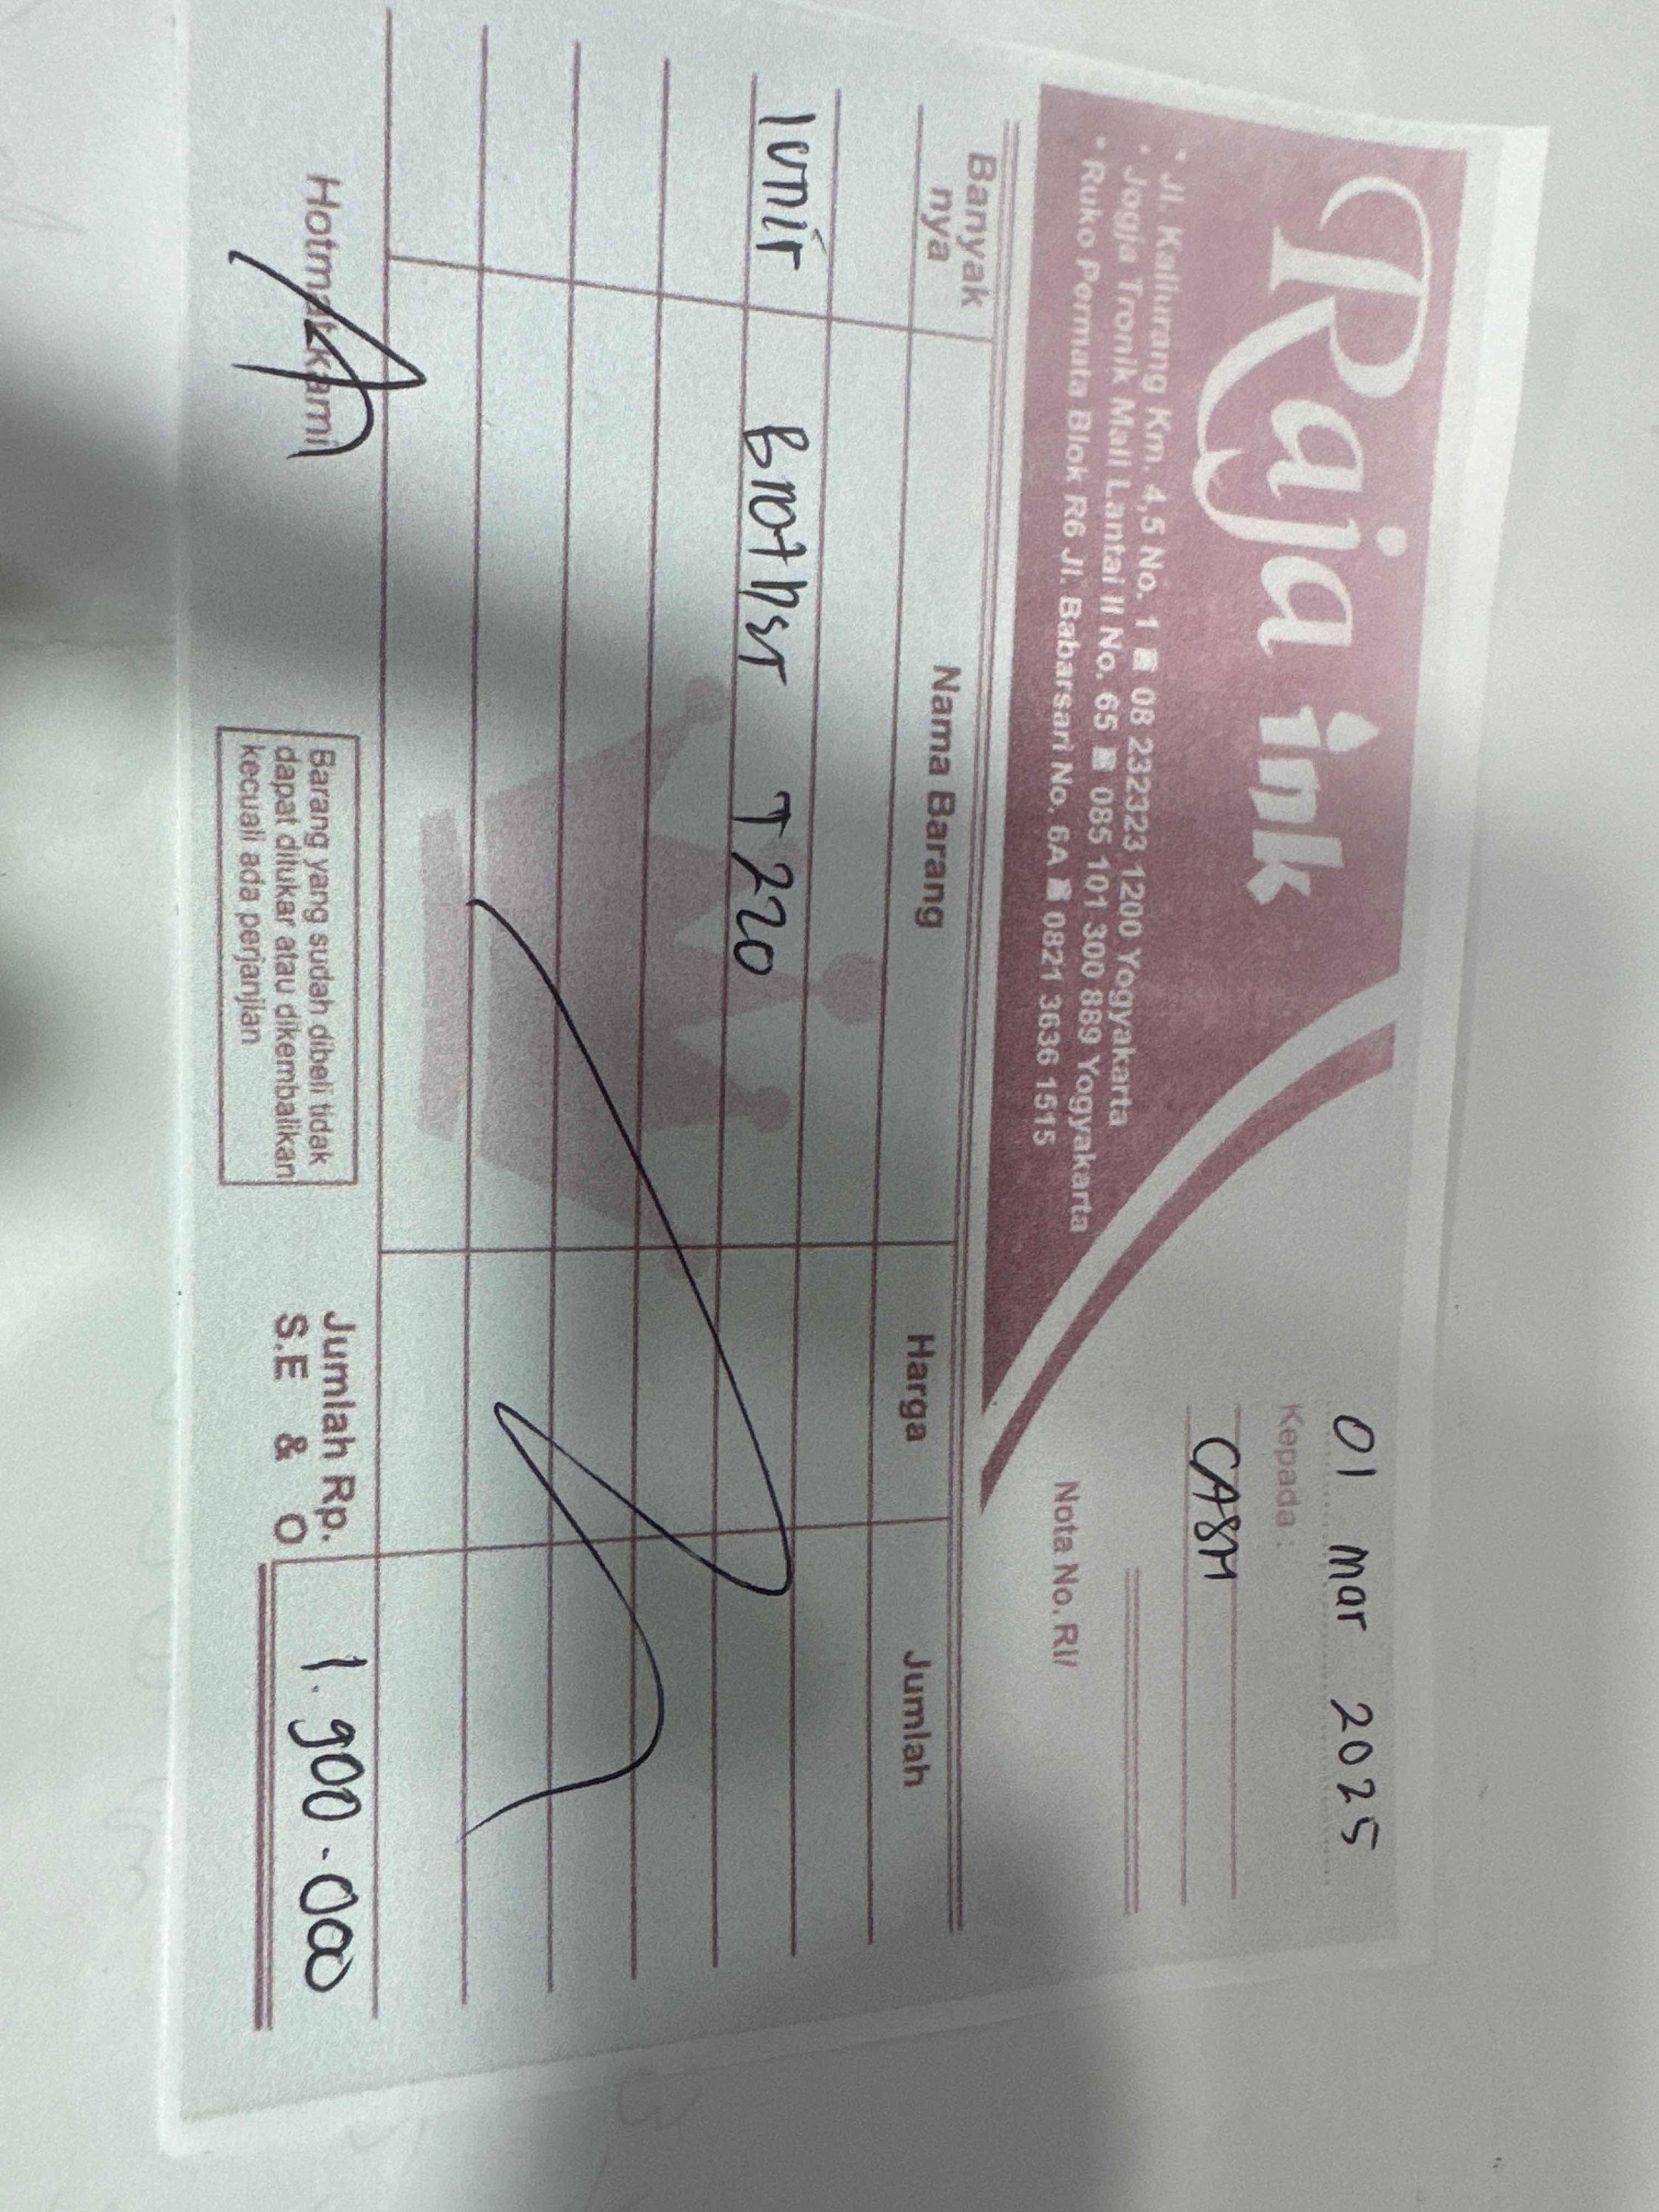 Raja ink
• Jl. Kaliurang Km. 4,5 No. 1 ☎ 08 232323 1200 Yogyakarta
• Jogja Tronik Mall Lantai II No. 65 ☎ 085 101 300 889 Yogyakarta
• Ruko Permata Blok R6 Jl. Babarsari No. 6A ☎ 0821 3636 1515
01 Mar 2025
Kepada :
CASH
Nota No. RI/
Banyak nya Nama Barang Harga Jumlah
1 unit Brother T220
Hormat kami
Barang yang sudah dibeli tidak
dapat ditukar atau dikembalikan
kecuali ada perjanjian
Jumlah Rp. 1.900.000
S.E & O